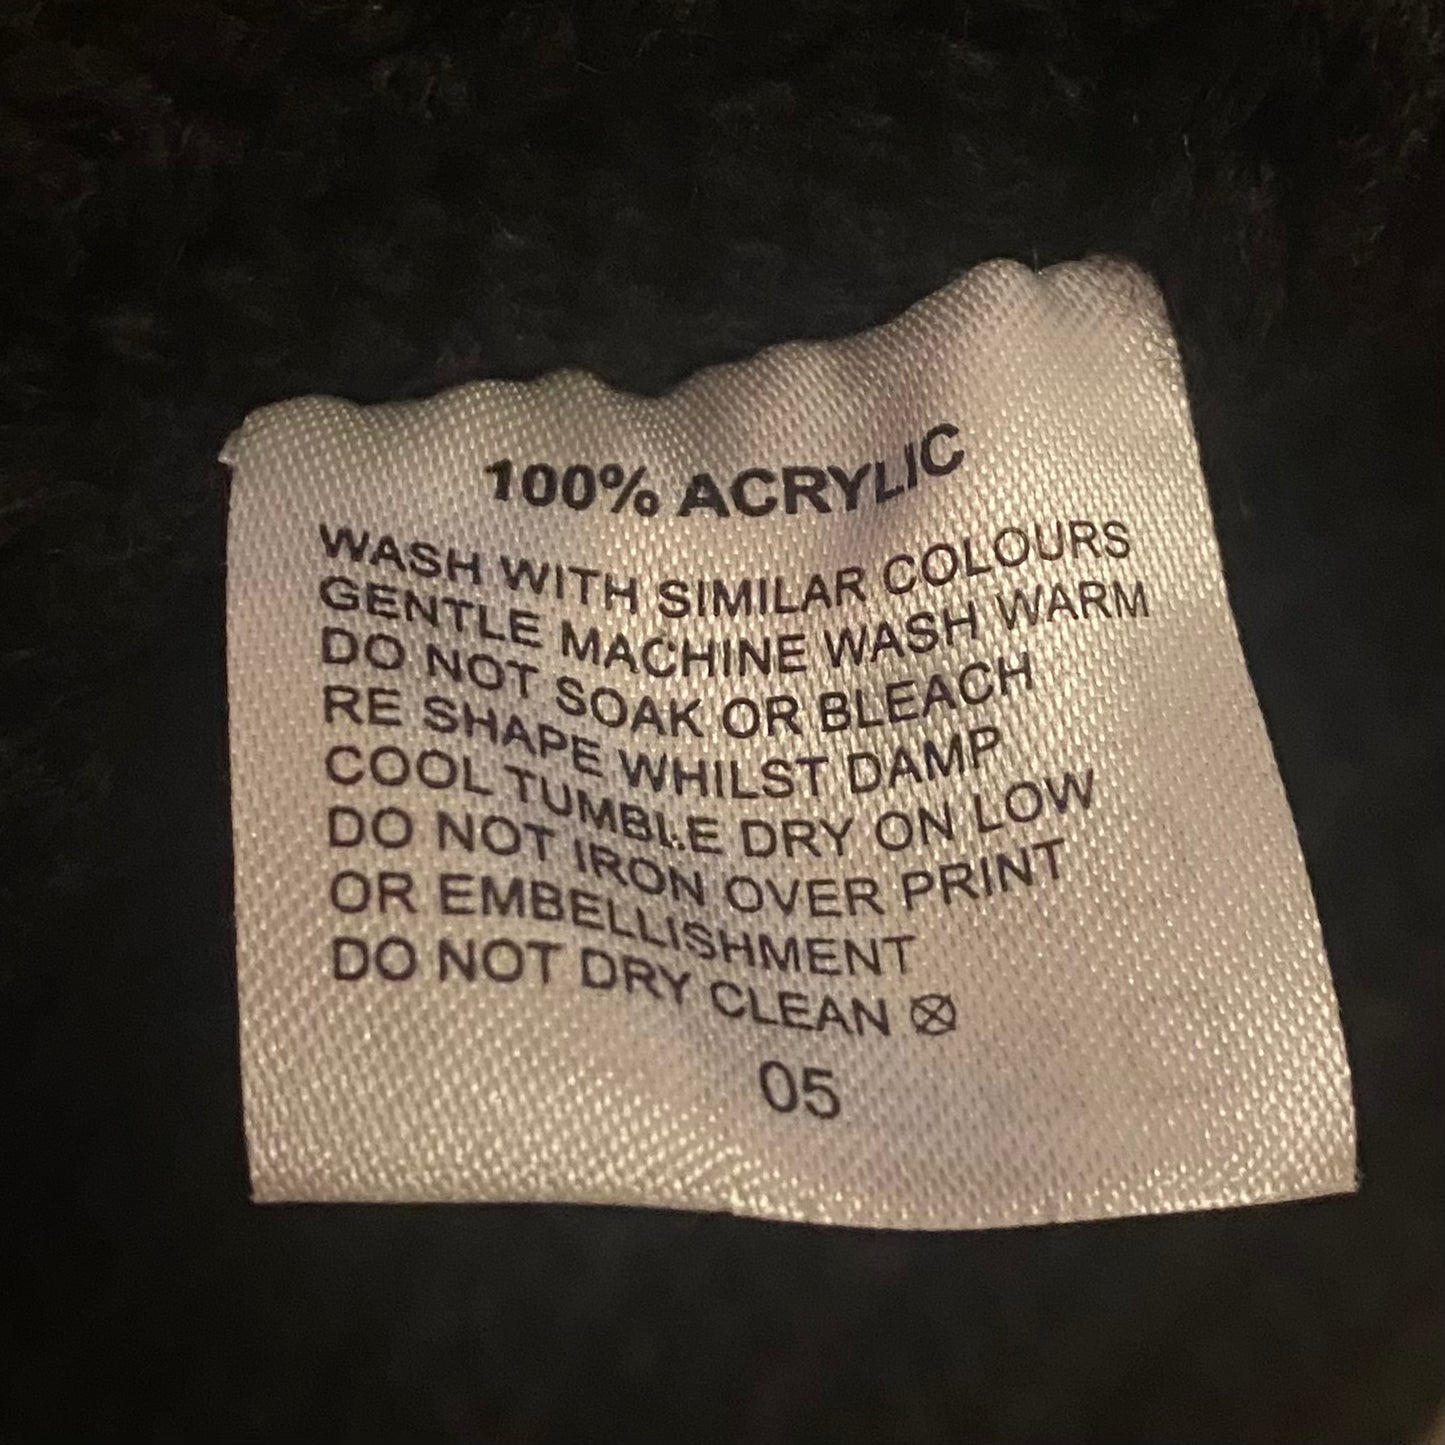 100% ACRYLIC
WASH WITH SIMILAR COLOURS
GENTLE MACHINE WASH WARM
DO NOT SOAK OR BLEACH
RE SHAPE WHILST DAMP
COOL TUMBLE DRY ON LOW
DO NOT IRON OVER PRINT
OR EMBELLISHMENT
DO NOT DRY CLEAN
05